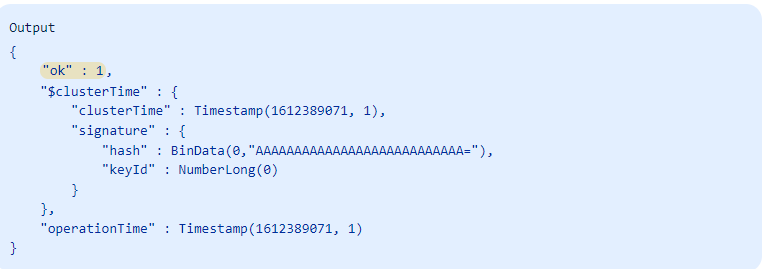 Output
{
    "ok" : 1,
    "$clusterTime" : {
        "clusterTime" : Timestamp(1612389071, 1),
        "signature" : {
            "hash" : BinData(0,"AAAAAAAAAAAAAAAAAAAAAAAAAAA="),
            "keyId" : NumberLong(0)
        }
    },
    "operationTime" : Timestamp(1612389071, 1)
}